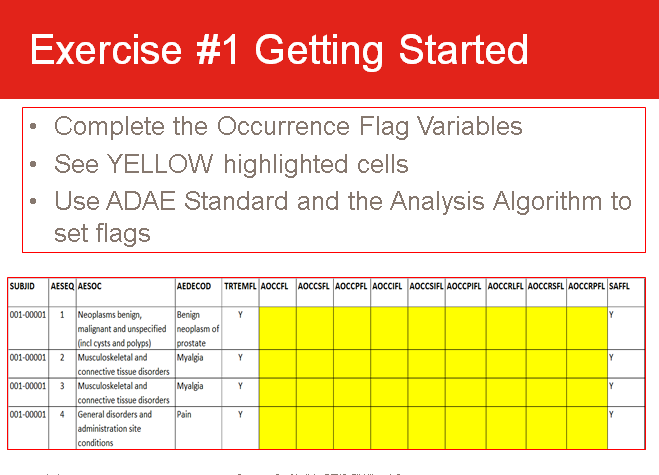 Exercise #1 Getting Started
• Complete the Occurrence Flag Variables
• See YELLOW highlighted cells
• Use ADAE Standard and the Analysis Algorithm to
set flags
SUBJID AESEQ AESOC AEDECOD TRTEMFL AOCCFL AOCCSFL AOCCPFL AOCCIFL AOCCSIFL AOCCPIFL AOCCRLFL AOCCRSFL AOCCRPFL SAFFL
001-00001 1 Neoplasms benign, Benign Y Y
malignant and unspecified neoplasm of
(incl cysts and polyps) prostate
001-00001 2 Musculoskeletal and Myalgia Y Y
connective tissue disorders
001-00001 3 Musculoskeletal and Myalgia Y Y
connective tissue disorders
001-00001 4 General disorders and Pain Y Y
administration site
conditions